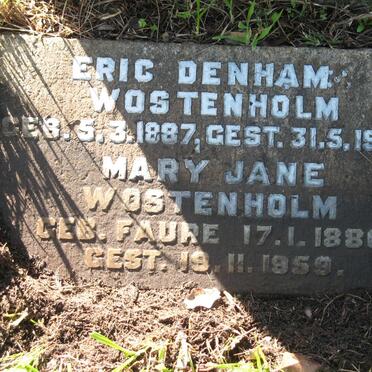 ERIC DENHAM
WOSTENHOLM
GEB. 5.3.1887, GEST. 31.5.19
MARY JANE
WOSTENHOLM
GEB. FAURE 17.1.188
GEST. 19.11.1959.